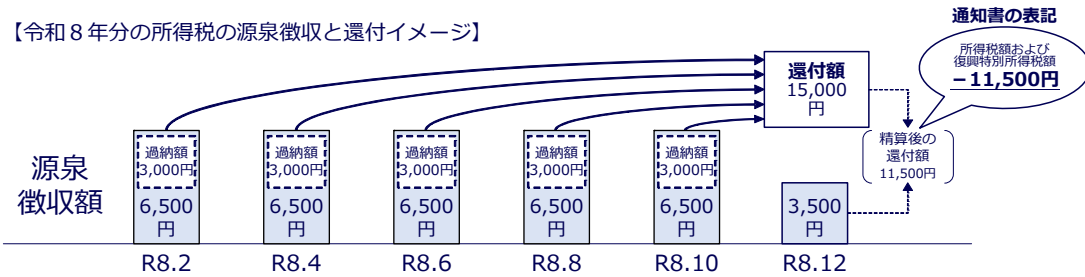 【令和８年分の所得税の源泉徴収と還付イメージ】
通知書の表記
所得税額および
復興特別所得税額
－11,500円
還付額
15,000
円
精算後の
還付額
11,500円
源泉
徴収額
過納額
3,000円
6,500
円
過納額
3,000円
6,500
円
過納額
3,000円
6,500
円
過納額
3,000円
6,500
円
過納額
3,000円
6,500
円
3,500
円
R8.2
R8.4
R8.6
R8.8
R8.10
R8.12